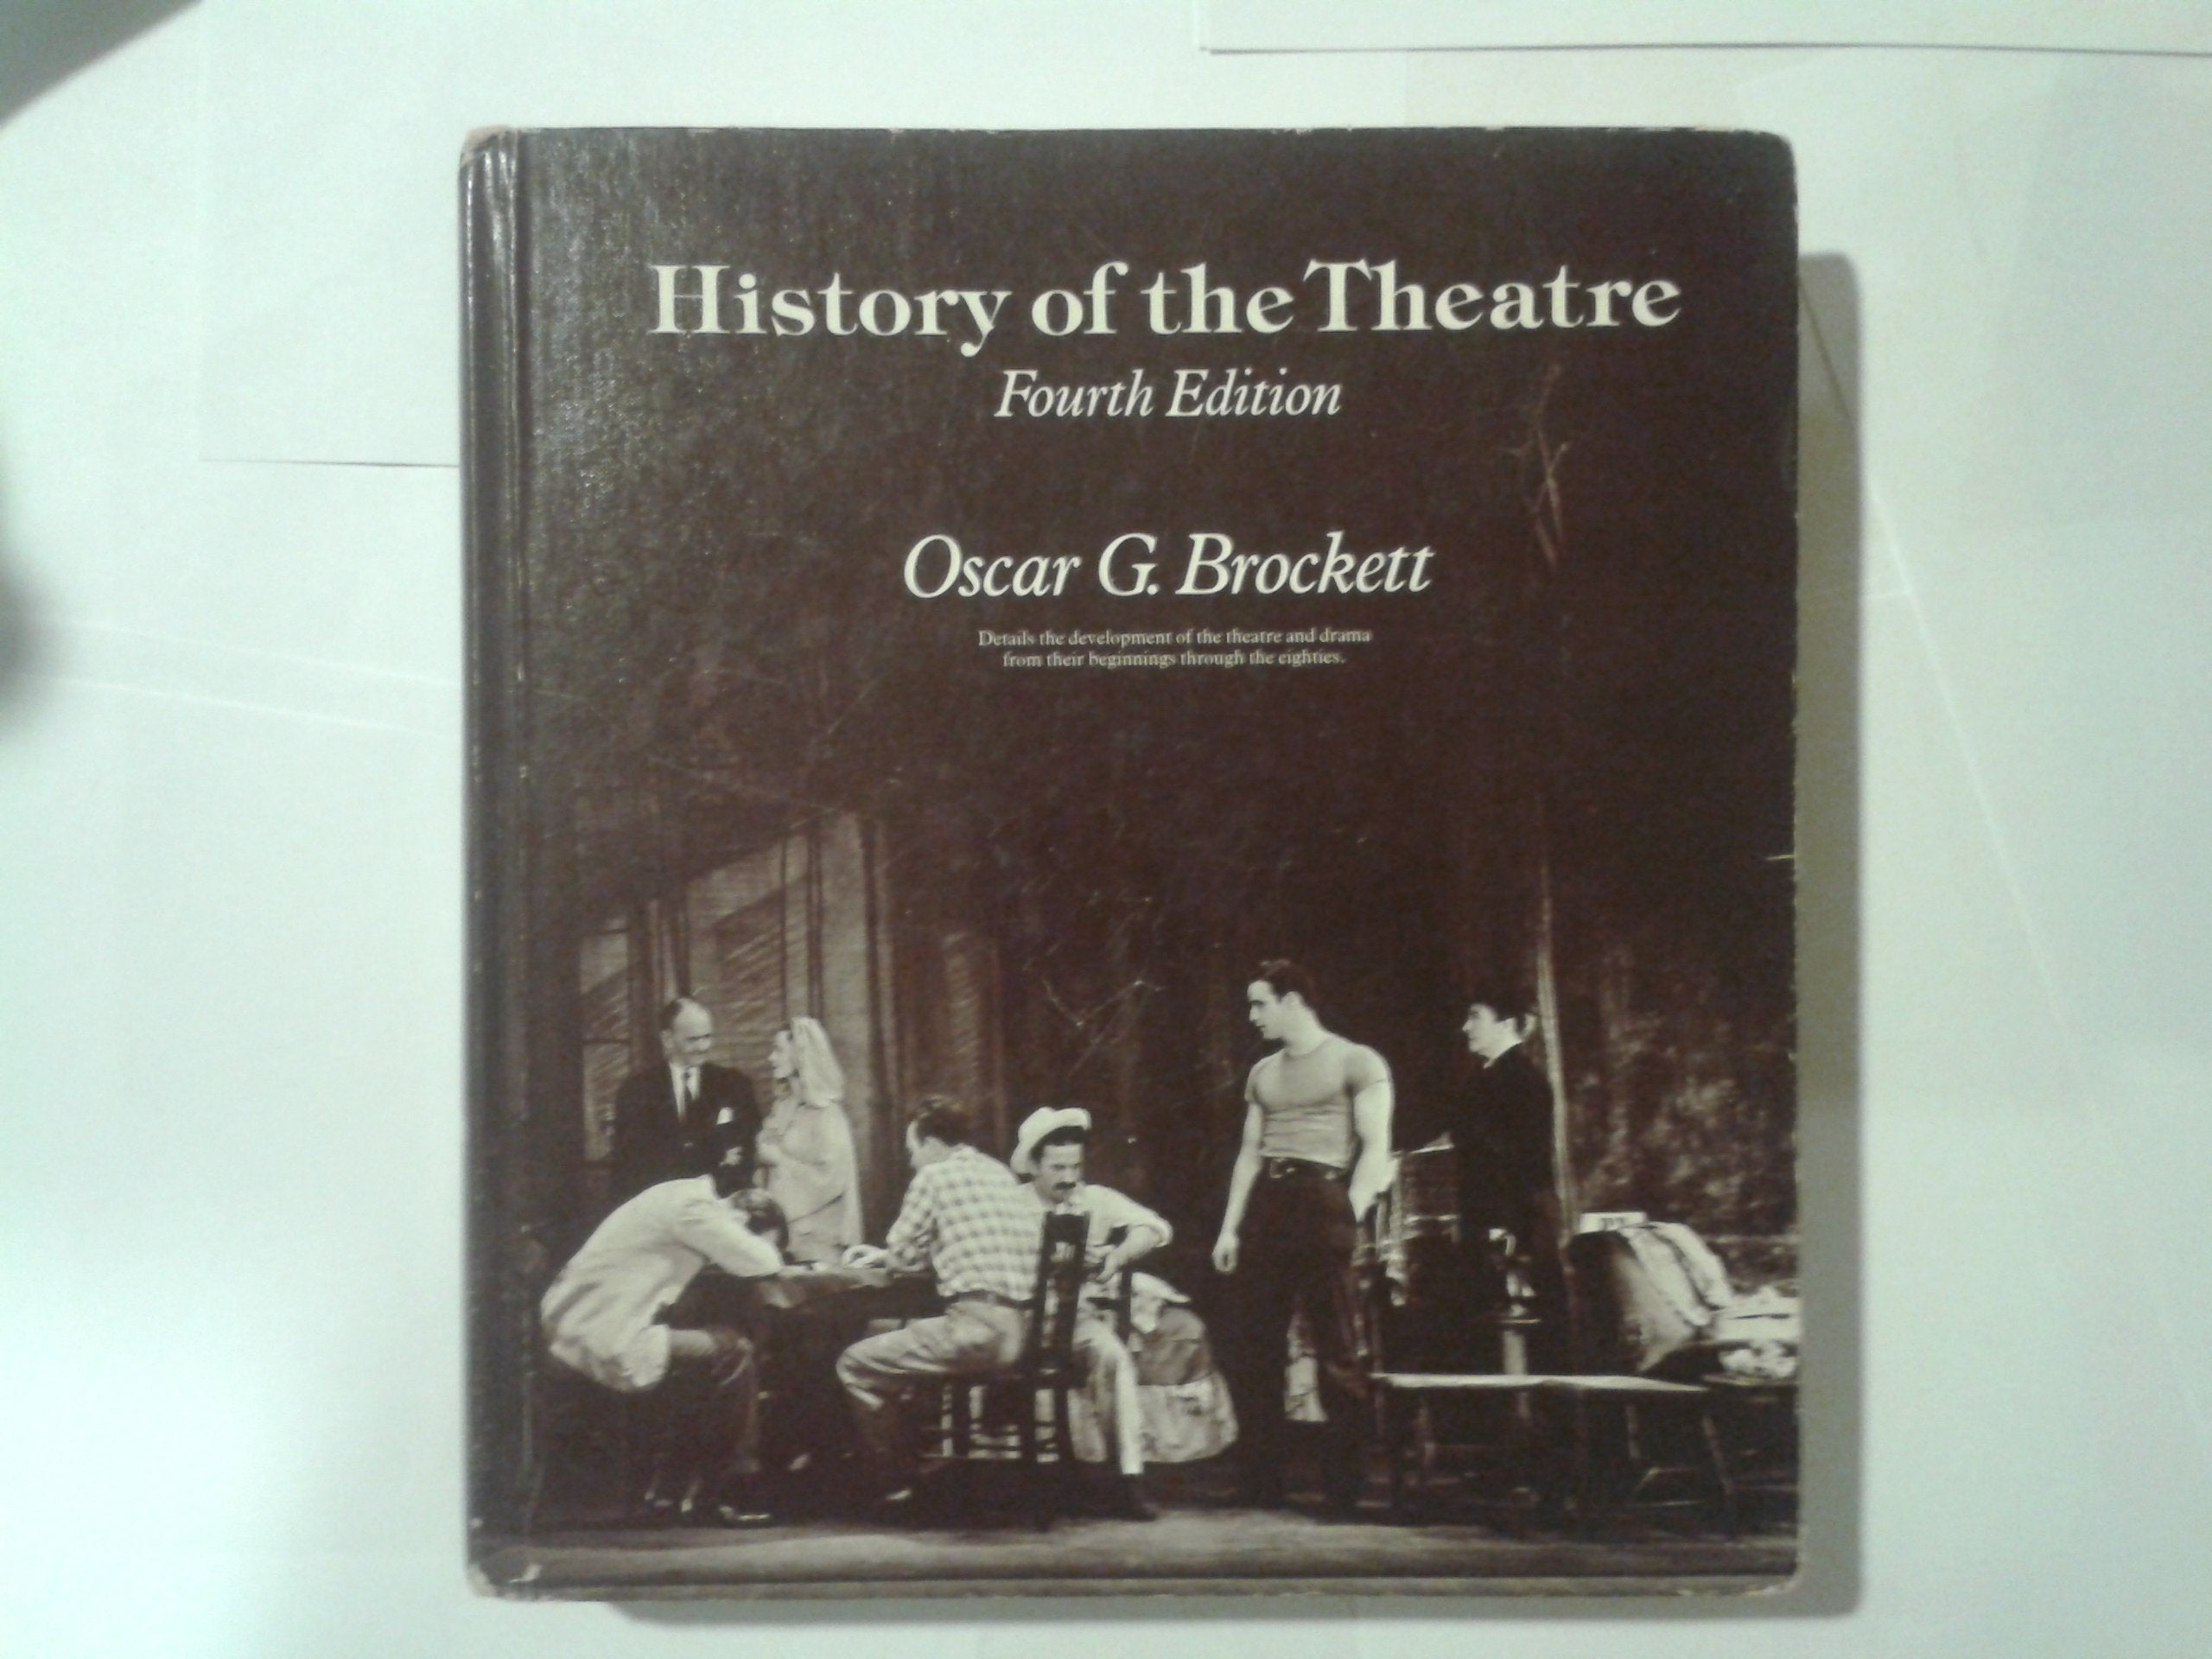 History of the Theatre
Fourth Edition
Oscar G. Brockett
Details the development of the theatre and drama
from their beginnings through the eighties.